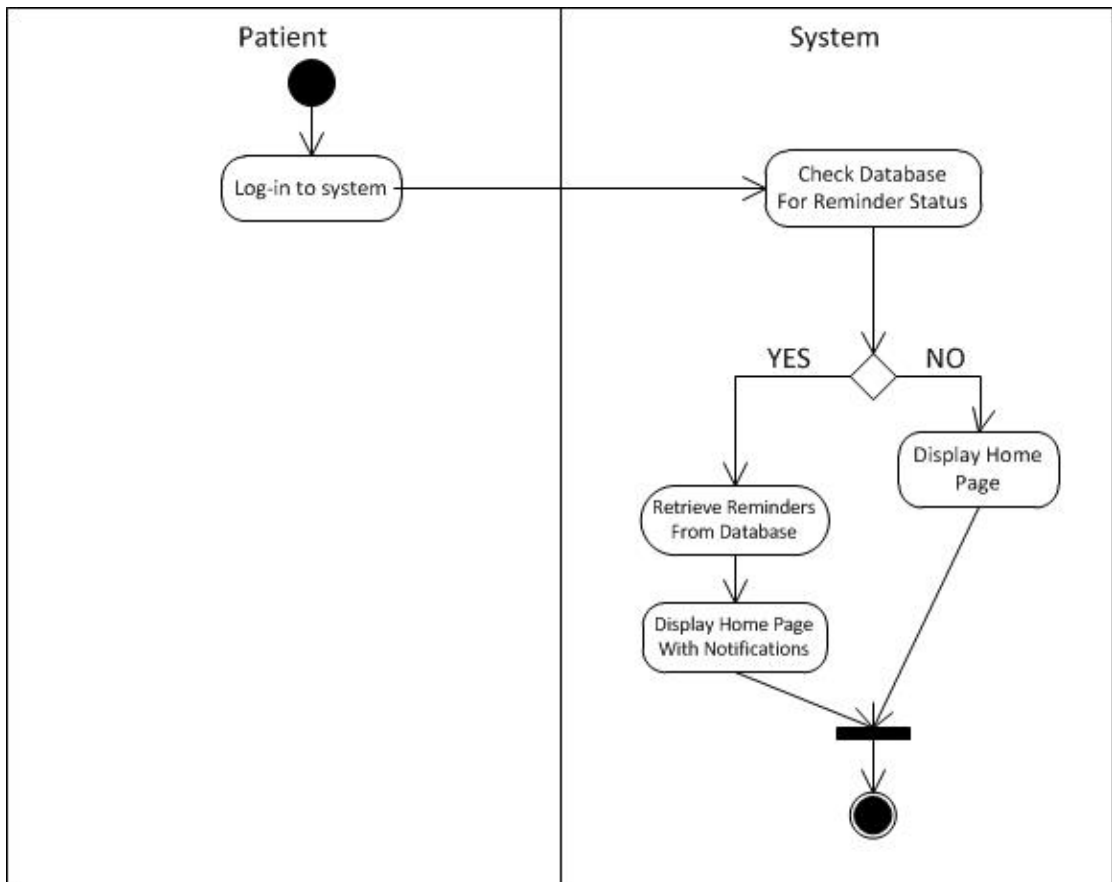 Patient
System
Log-in to system
Check Database
For Reminder Status
YES
NO
Display Home
Page
Retrieve Reminders
From Database
Display Home Page
With Notifications